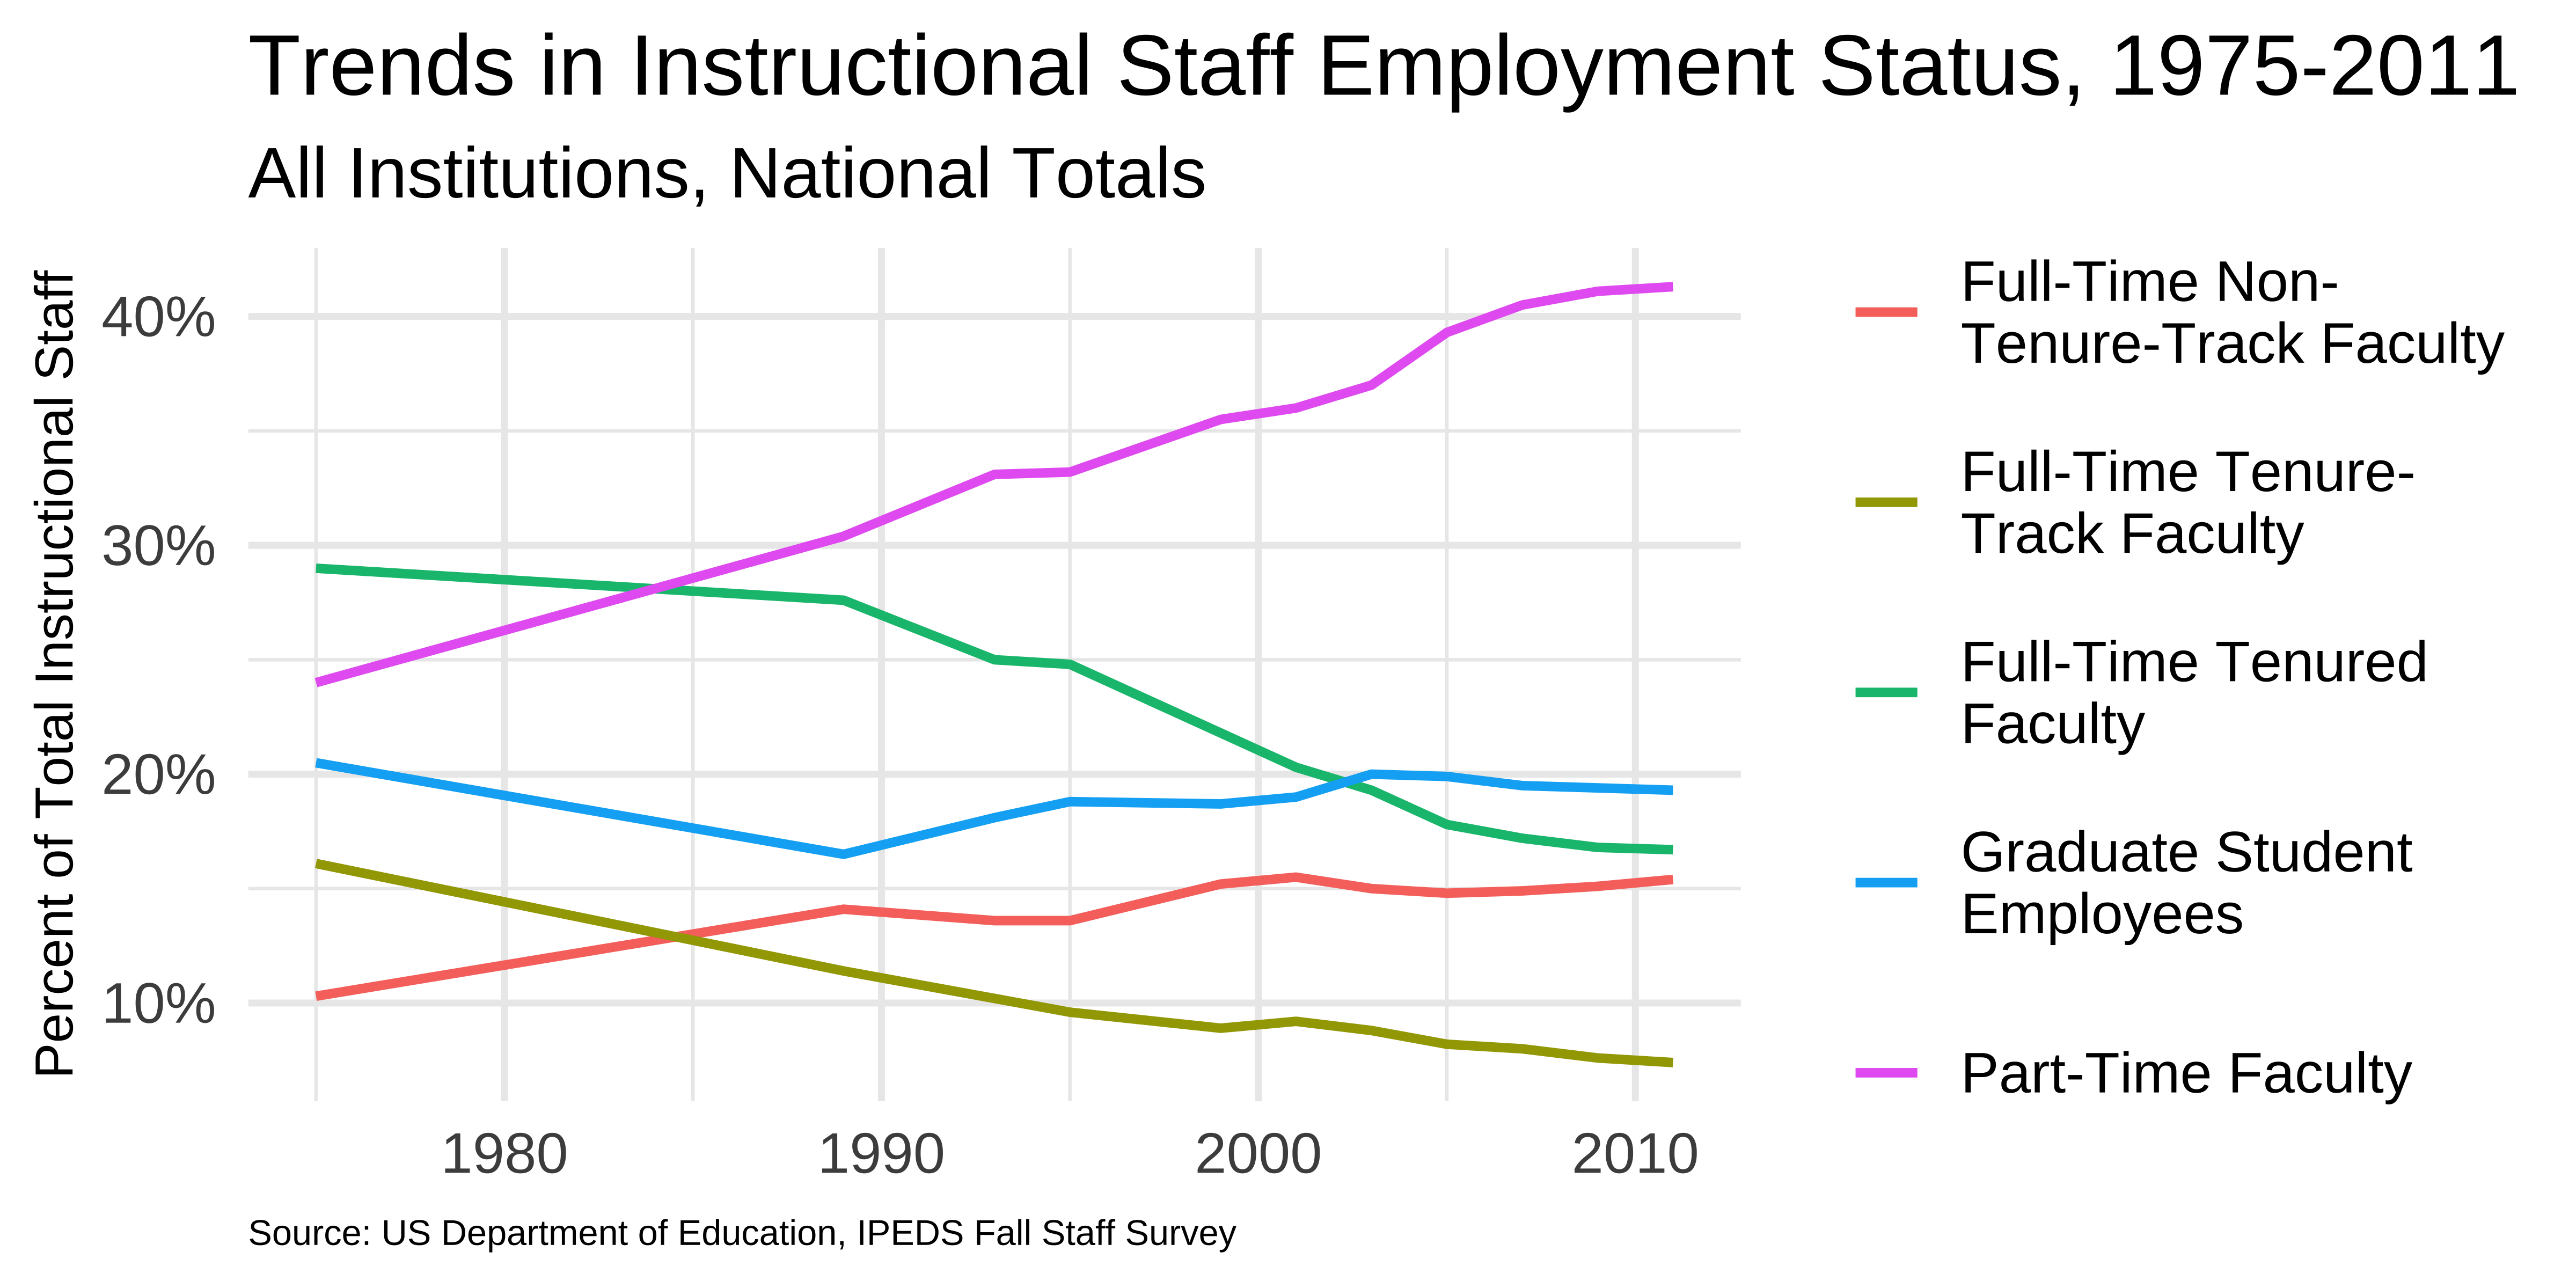 Trends in Instructional Staff Employment Status, 1975-2011
All Institutions, National Totals
Percent of Total Instructional Staff
40%
30%
20%
10%
1980
1990
2000
2010
Full-Time Non-
Tenure-Track Faculty
Full-Time Tenure-
Track Faculty
Full-Time Tenured
Faculty
Graduate Student
Employees
Part-Time Faculty
Source: US Department of Education, IPEDS Fall Staff Survey